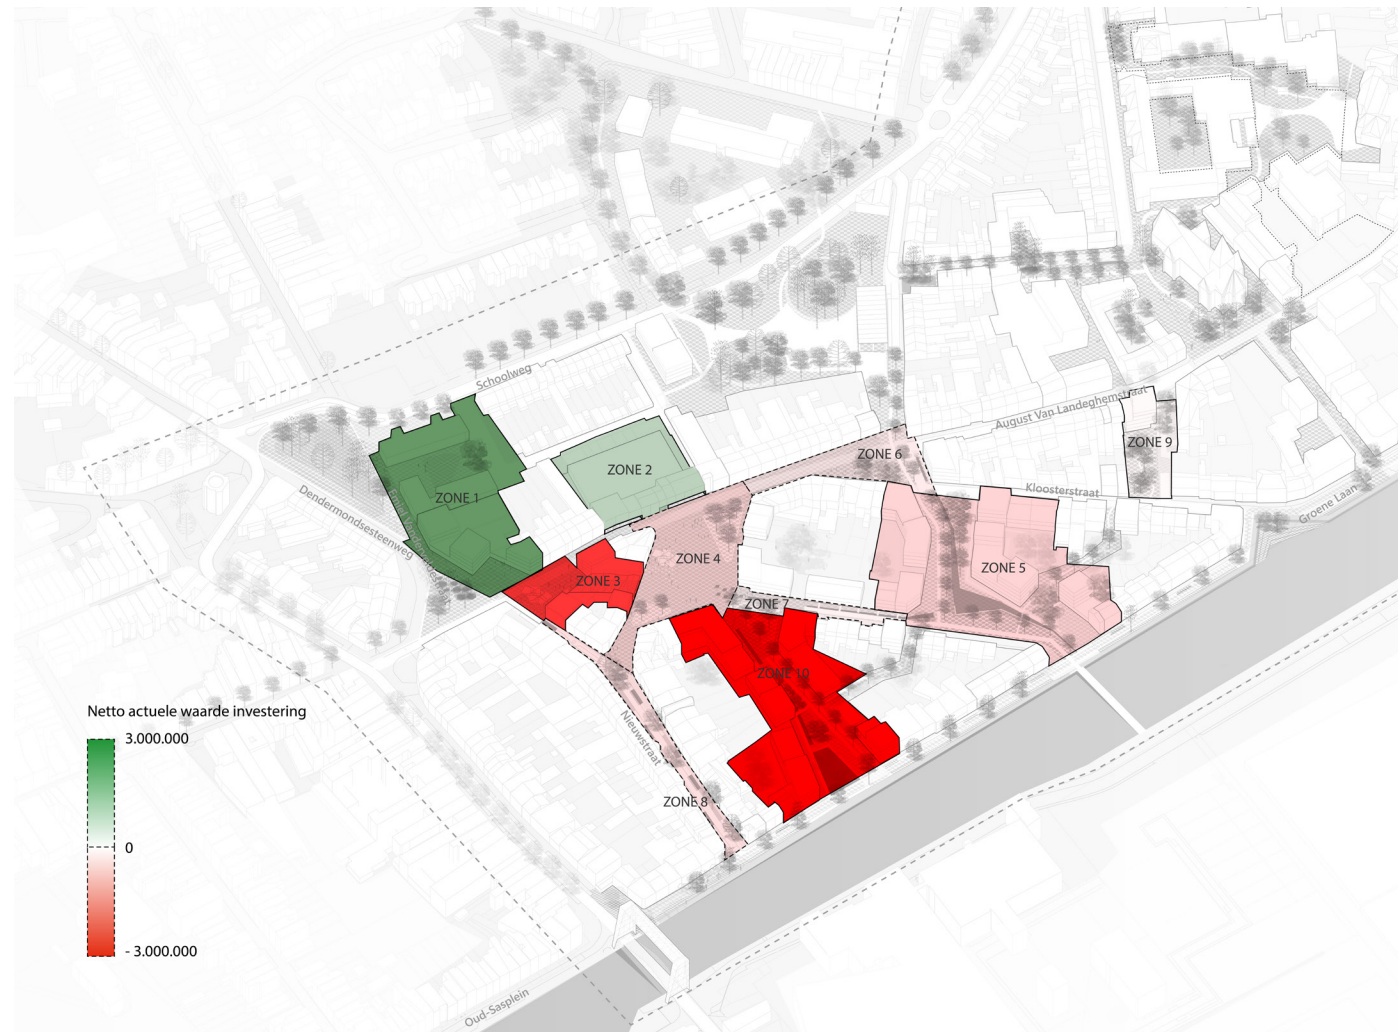 Schoolweg
August Van Landeghemstraat
ZONE 9
ZONE 6
ZONE 2
Kloosterstraat
ZONE 1
Dendermondsesteenweg
Groene Laan
ZONE 4
ZONE 5
ZONE 3
ZONE 7
ZONE 10
Netto actuele waarde investering
3.000.000
Nieuwstraat
ZONE 8
0
- 3.000.000
Oud-Sasplein